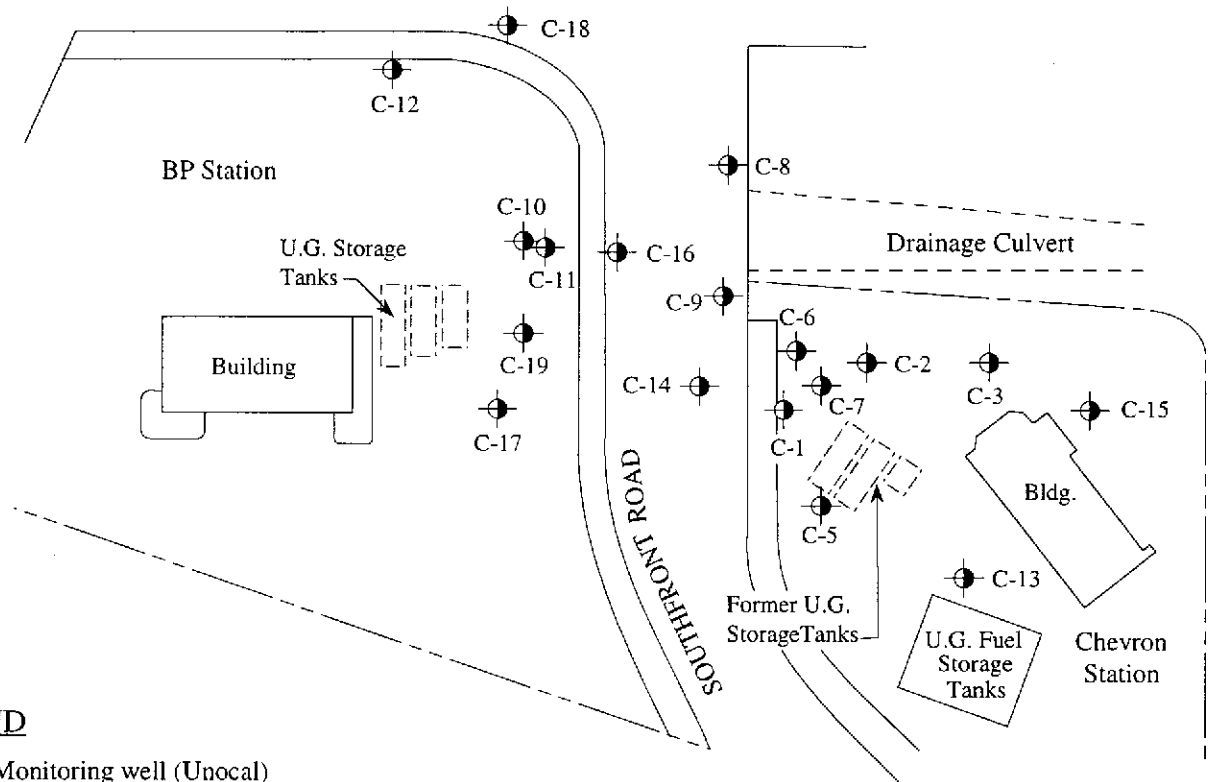 C-18
C-12
BP Station
C-8
C-10
U.G. Storage
Tanks
C-11
C-16
Drainage Culvert
C-9
C-6
Building
C-19
C-14
C-2
C-7
C-3
C-15
C-17
C-1
SOUTHFRONT ROAD
Bldg.
C-5
C-13
Former U.G.
StorageTanks
U.G. Fuel
Storage
Tanks
Chevron
Station
Monitoring well (Unocal)